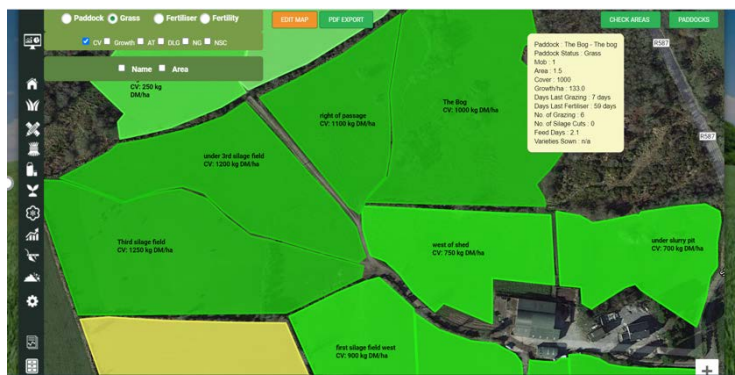 Paddock Grass Fertiliser Fertility
EDIT MAP
PDF EXPORT
CHECK AREAS
PADDOCKS
CV Growth AT DLG NG NSC
Name Area
CV: 250 kg
DM/ha
right of passage
CV: 1100 kg DM/ha
The Bog
CV: 1000 kg DM/ha
Paddock : The Bog - The bog
Paddock Status : Grass
Mob : 1
Area : 1.5
Cover : 1000
Growth/ha : 133.0
Days Last Grazing : 7 days
Days Last Fertiliser : 59 days
No. of Grazing : 6
No. of Silage Cuts : 0
Feed Days : 2.1
Varieties Sown : n/a
R587
R587
under 3rd silage field
CV: 1200 kg DM/ha
Third silage field
CV: 1250 kg DM/ha
west of shed
CV: 750 kg DM/ha
under slurry pit
CV: 700 kg DM/ha
first silage field west
CV: 900 kg DM/ha
+